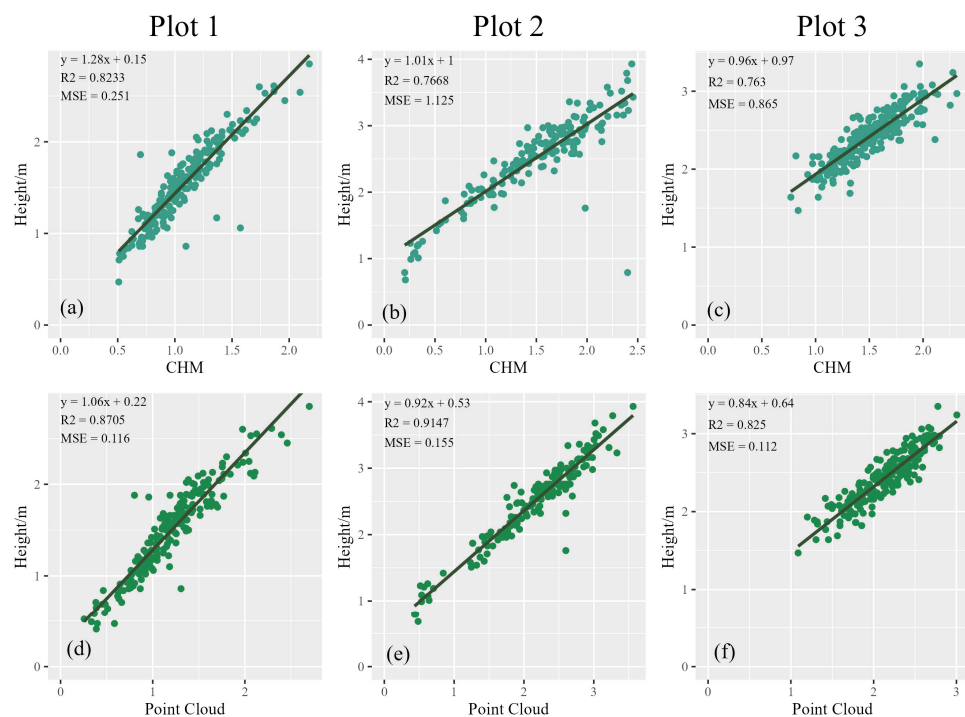 Plot 1 Plot 2 Plot 3
y = 1.28x + 0.15
R2 = 0.8233
MSE = 0.251
Height/m
2
1
0
(a)
0.0 0.5 1.0 1.5 2.0
CHM
y = 1.01x + 1
R2 = 0.7668
MSE = 1.125
Height/m
4
3
2
1
0
(b)
0.0 0.5 1.0 1.5 2.0 2.5
CHM
y = 0.96x + 0.97
R2 = 0.763
MSE = 0.865
Height/m
3
2
1
0
(c)
0.0 0.5 1.0 1.5 2.0
CHM
y = 1.06x + 0.22
R2 = 0.8705
MSE = 0.116
Height/m
2
1
0
(d)
0 1 2
Point Cloud
y = 0.92x + 0.53
R2 = 0.9147
MSE = 0.155
Height/m
4
3
2
1
0
(e)
0 1 2 3
Point Cloud
y = 0.84x + 0.64
R2 = 0.825
MSE = 0.112
Height/m
3
2
1
0
(f)
0 1 2 3
Point Cloud